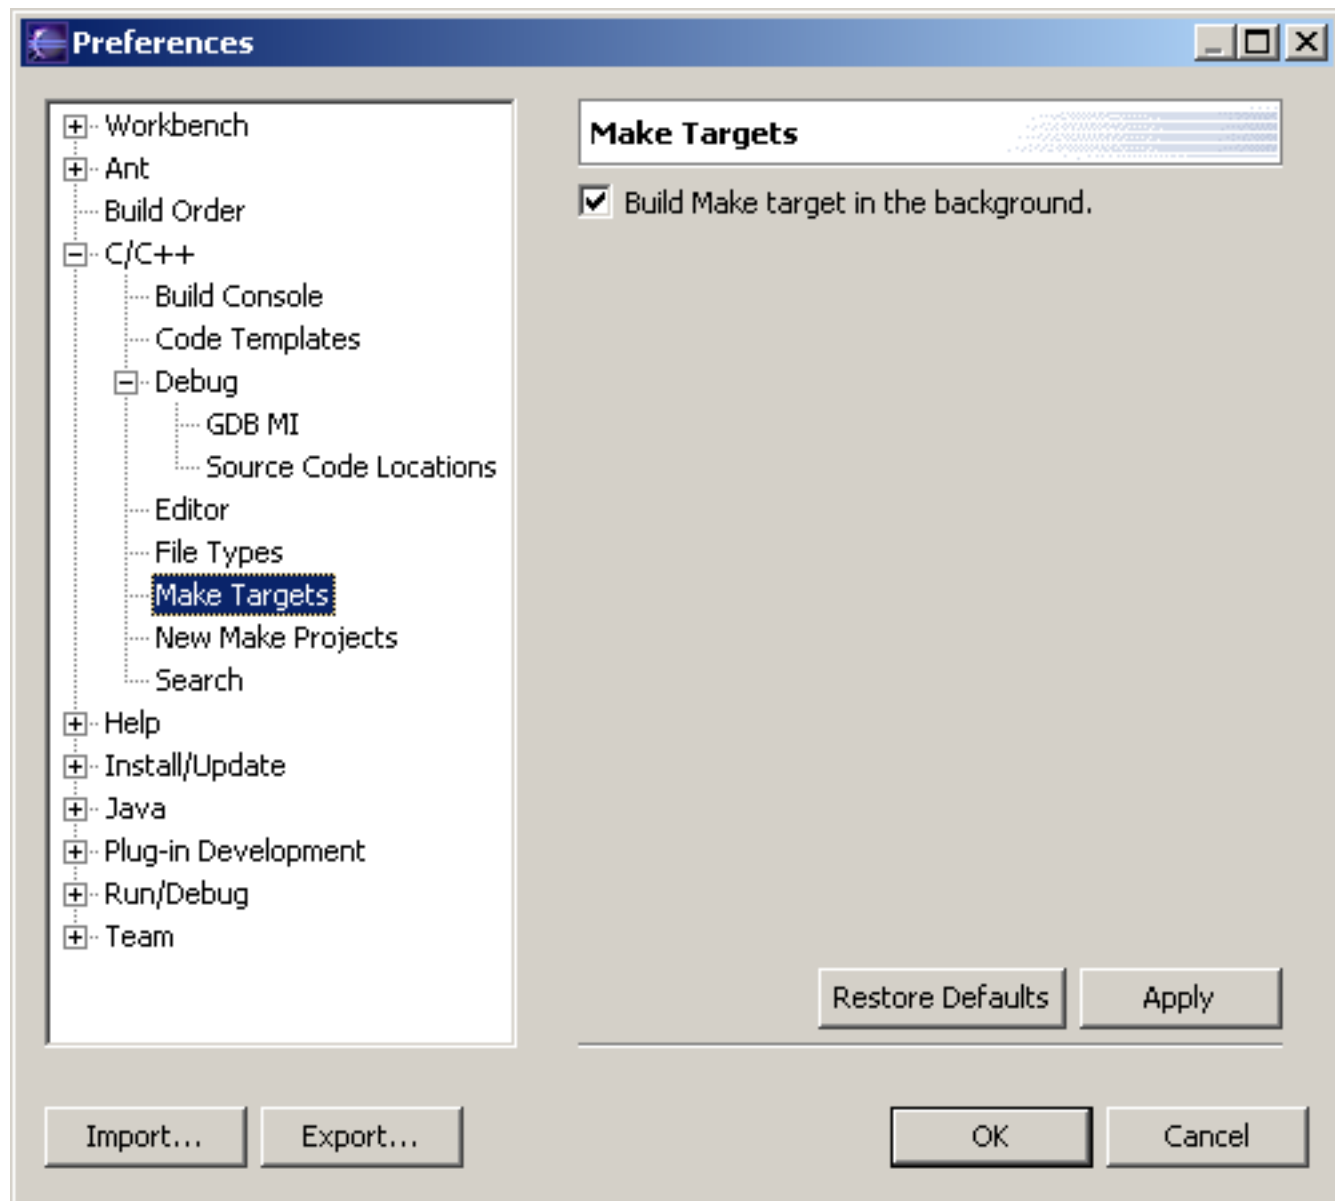 Preferences
Workbench
Ant
Build Order
C/C++
Build Console
Code Templates
Debug
GDB MI
Source Code Locations
Editor
File Types
Make Targets
New Make Projects
Search
Help
Install/Update
Java
Plug-in Development
Run/Debug
Team
Make Targets
Build Make target in the background.
Restore Defaults
Apply
Import...
Export...
OK
Cancel